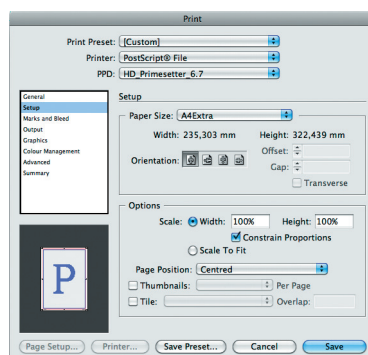 Print
Print Preset: [Custom]
Printer: PostScript® File
PPD: HD_Primesetter_6.7
General
Setup
Marks and Bleed
Output
Graphics
Colour Management
Advanced
Summary
Setup
Paper Size: A4Extra
Width: 235,303 mm Height: 322,439 mm
Orientation: Offset:
Gap:
Transverse
Options
Scale: Width: 100% Height: 100%
Constrain Proportions
Scale To Fit
Page Position: Centred
Thumbnails: Per Page
Tile: Overlap:
P
Page Setup... Printer... Save Preset... Cancel Save